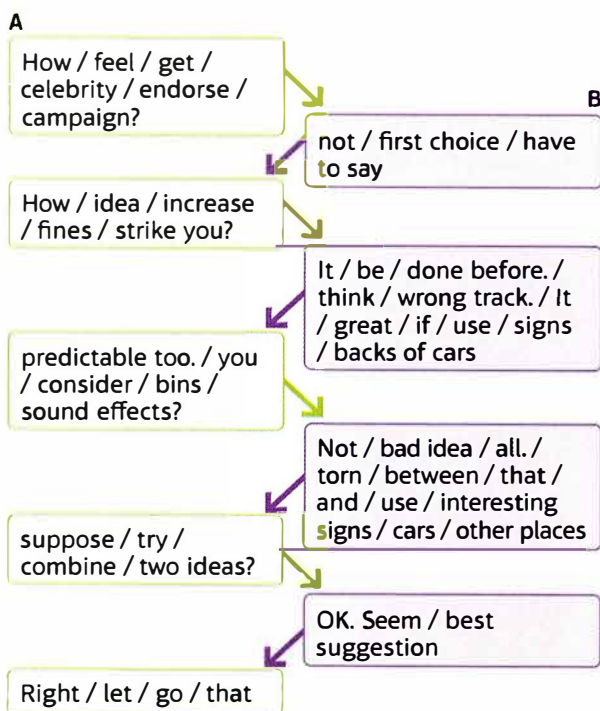 A
How / feel / get /
celebrity / endorse /
campaign?
B
not / first choice / have
to say
How / idea / increase
/ fines / strike you?
It / be / done before. /
think / wrong track. / It
/ great / if / use / signs
/ backs of cars
predictable too. / you
/ consider / bins /
sound effects?
Not / bad idea / all. /
torn / between / that /
and / use / interesting
signs / cars / other places
suppose / try /
combine / two ideas?
OK. Seem / best
suggestion
Right / let / go / that